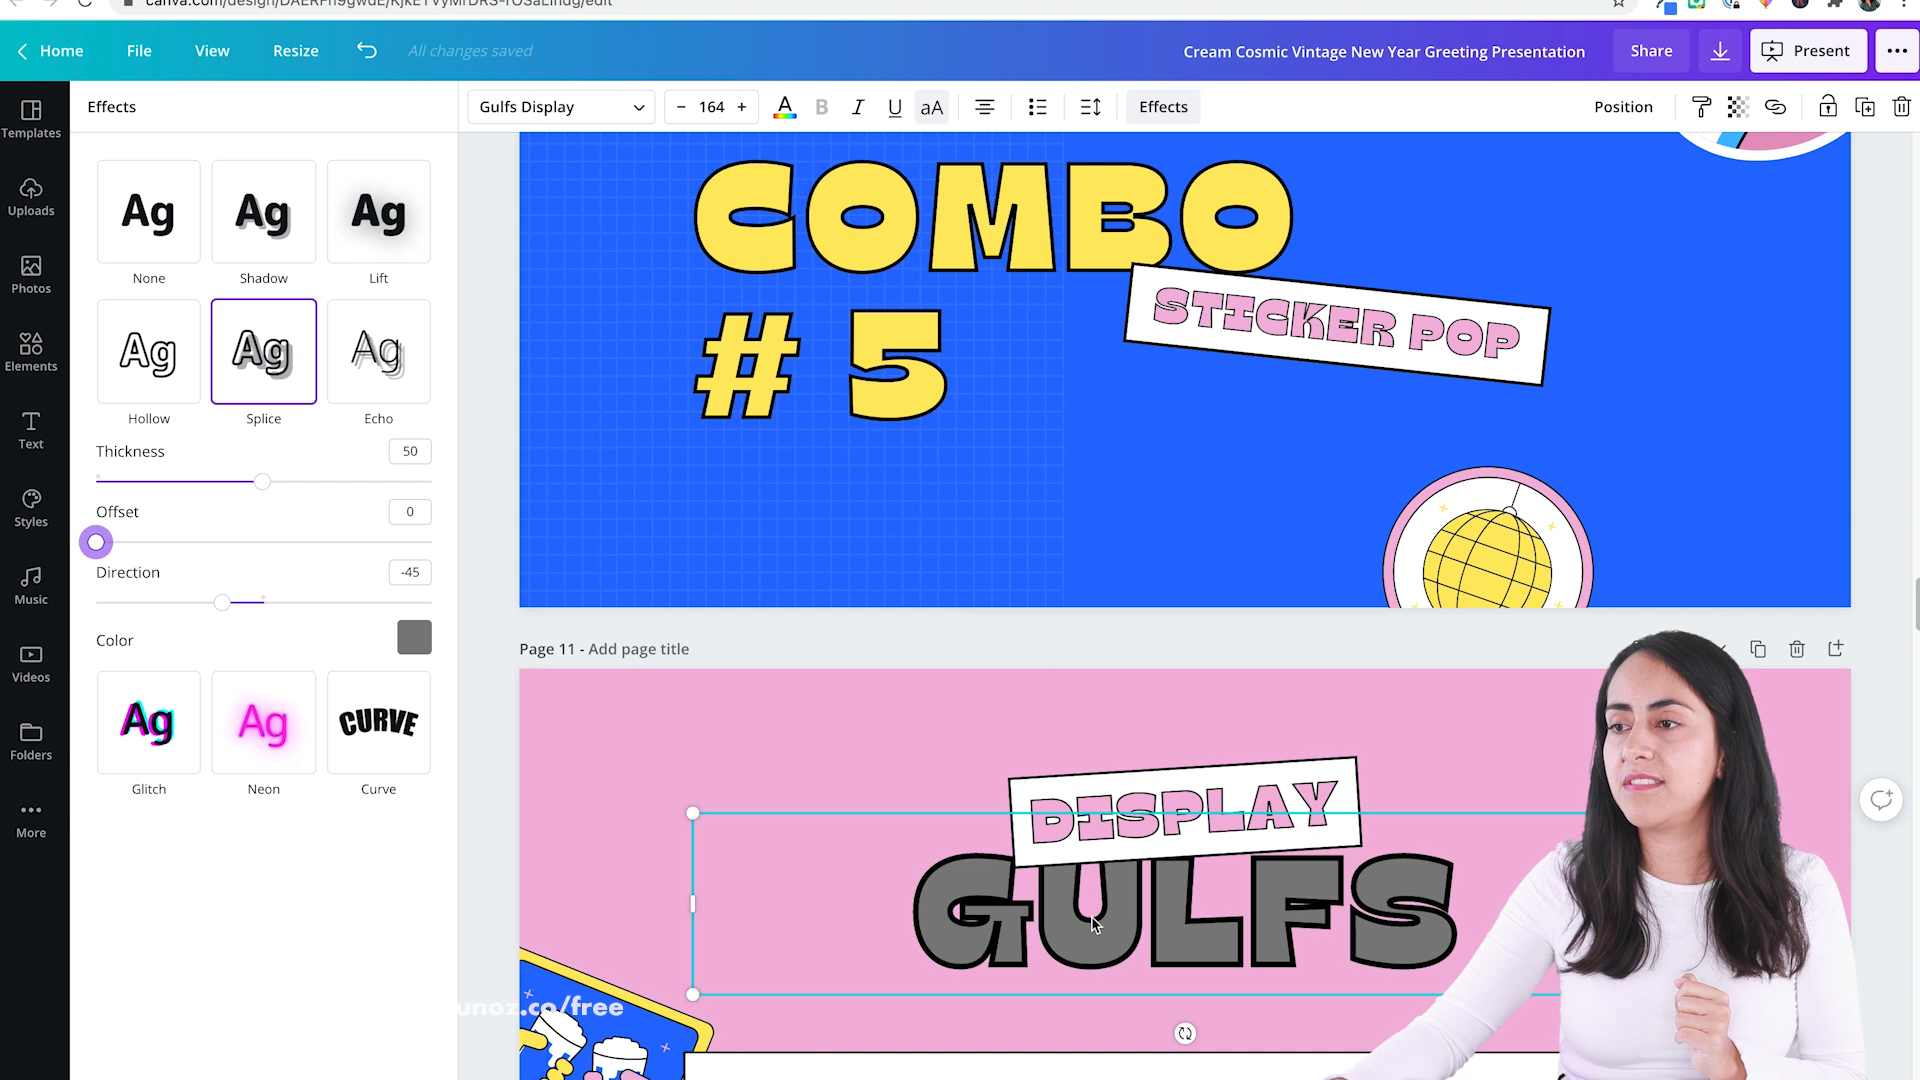 Home File View Resize All changes saved Cream Cosmic Vintage New Year Greeting Presentation Share Present
Effects Gulfs Display 164 A B I U aA Effects Position
Templates
Uploads
Photos
Elements
Text
Styles
Music
Videos
Folders
More
Ag Ag Ag
None Shadow Lift
Ag Ag Ag
Hollow Splice Echo
Thickness 50
Offset 0
Direction -45
Color
Ag Ag CURVE
Glitch Neon Curve
COMBO
# 5
STICKER POP
Page 11 - Add page title
DISPLAY
GULFS
unoz.co/free